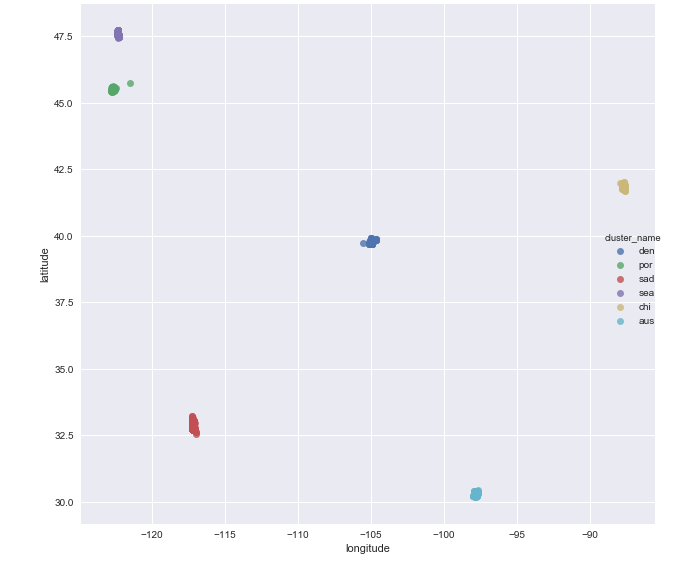 47.5
45.0
42.5
40.0
37.5
35.0
32.5
30.0
latitude
−120
−115
−110
−105
−100
−95
−90
longitude
cluster_name
den
por
sad
sea
chi
aus